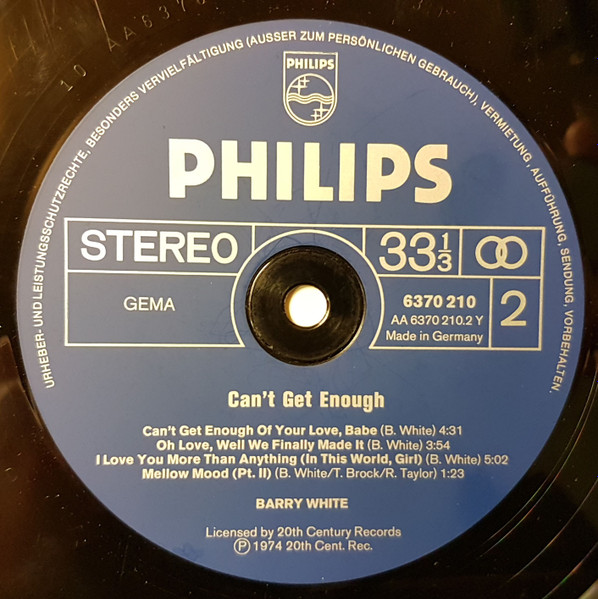 10 AA6370
URHEBER- UND LEISTUNGSSCHUTZRECHTE, BESONDERS VERVIELFÄLTIGUNG (AUSSER ZUM PERSÖNLICHEN GEBRAUCH), VERMIETUNG, AUFFÜHRUNG, SENDUNG, VORBEHALTEN.
PHILIPS
PHILIPS
STEREO
33 1/3
GEMA
6370 210
AA 6370 210.2 Y
Made in Germany
2
Can't Get Enough
Can't Get Enough Of Your Love, Babe (B. White) 4:31
Oh Love, Well We Finally Made It (B. White) 3:54
I Love You More Than Anything (In This World, Girl) (B. White) 5:02
Mellow Mood (Pt. II) (B. White/T. Brock/R. Taylor) 1:23
BARRY WHITE
Licensed by 20th Century Records
Ⓟ 1974 20th Cent. Rec.